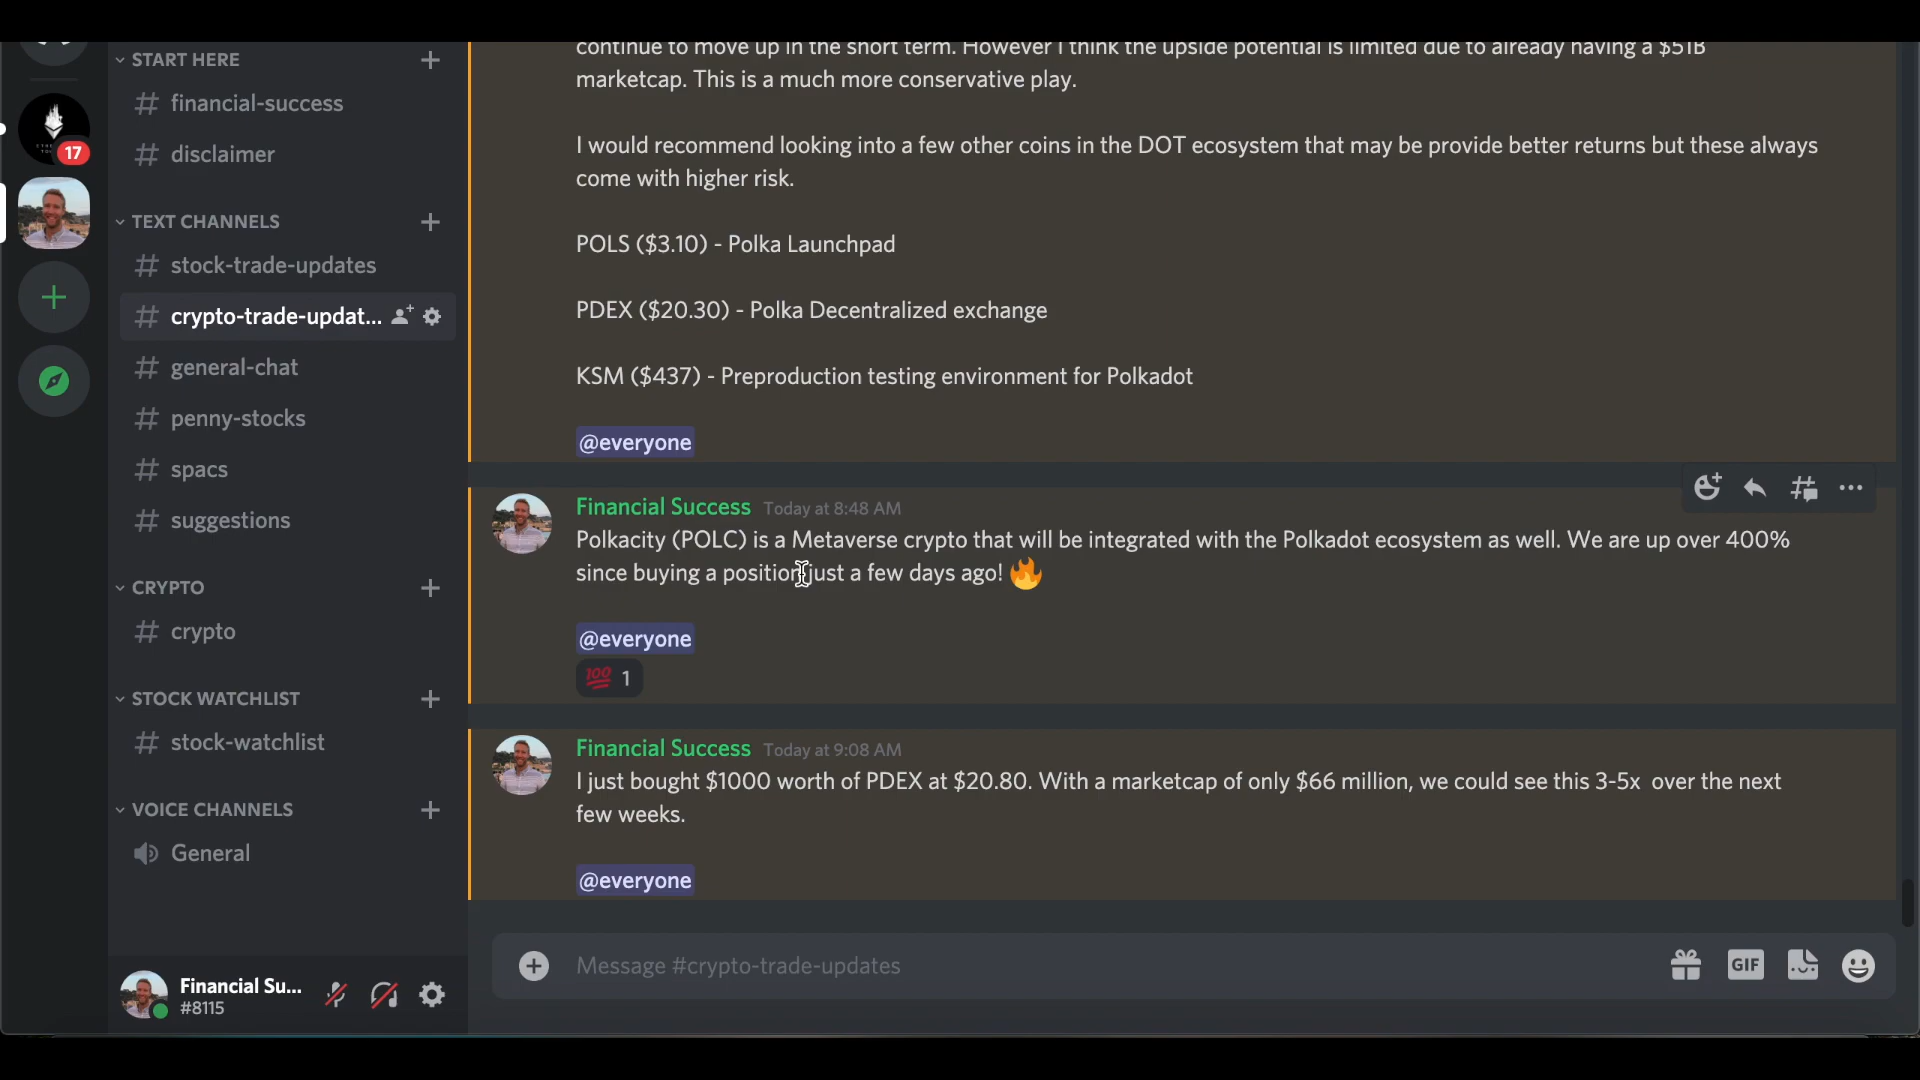 START HERE
financial-success
disclaimer
17
TEXT CHANNELS
stock-trade-updates
crypto-trade-updat...
general-chat
penny-stocks
spacs
suggestions
CRYPTO
crypto
STOCK WATCHLIST
stock-watchlist
VOICE CHANNELS
General
Financial Su...
#8115
continue to move up in the short term. However I think the upside potential is limited due to already having a $51B
marketcap. This is a much more conservative play.
I would recommend looking into a few other coins in the DOT ecosystem that may be provide better returns but these always
come with higher risk.
POLS ($3.10) - Polka Launchpad
PDEX ($20.30) - Polka Decentralized exchange
KSM ($437) - Preproduction testing environment for Polkadot
@everyone
Financial Success Today at 8:48 AM
Polkacity (POLC) is a Metaverse crypto that will be integrated with the Polkadot ecosystem as well. We are up over 400%
since buying a position just a few days ago! 🔥
@everyone
💯 1
Financial Success Today at 9:08 AM
I just bought $1000 worth of PDEX at $20.80. With a marketcap of only $66 million, we could see this 3-5x over the next
few weeks.
@everyone
Message #crypto-trade-updates
GIF